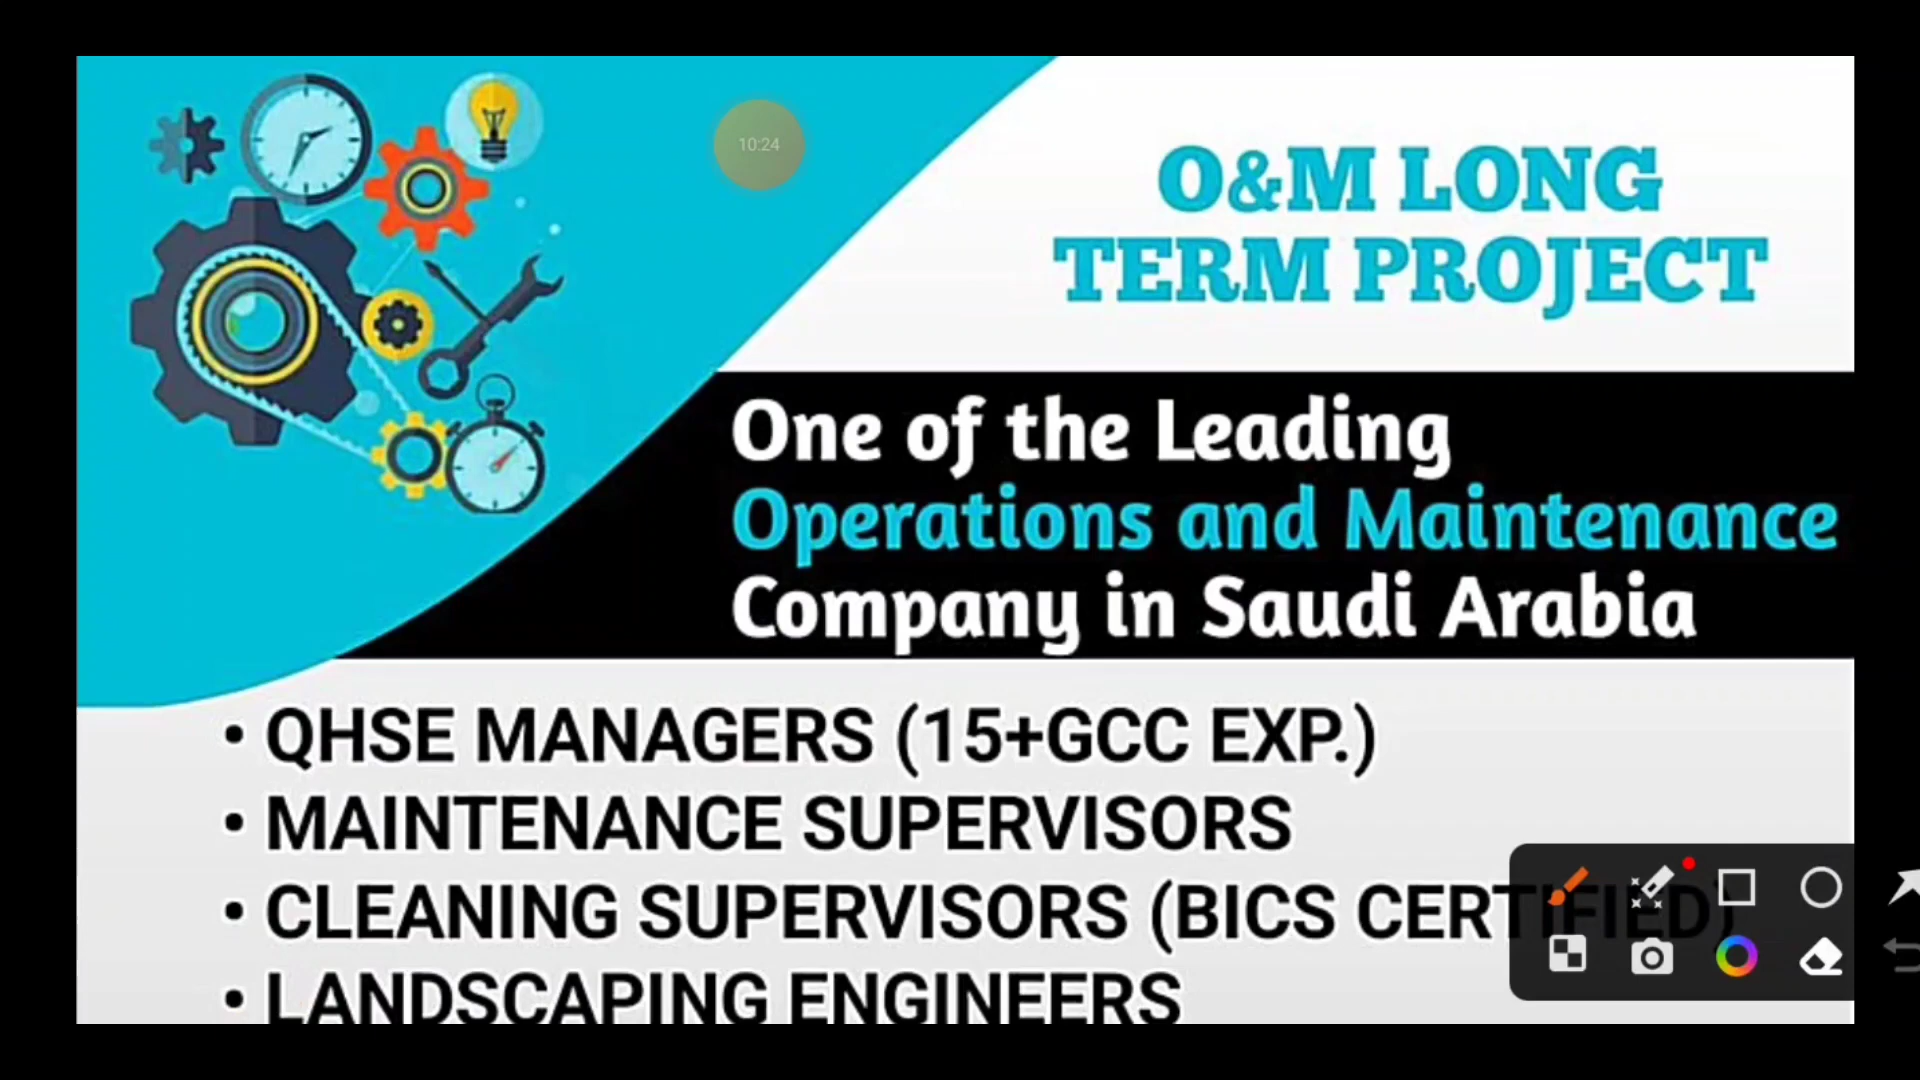 10:24
O&M LONG
TERM PROJECT
One of the Leading
Operations and Maintenance
Company in Saudi Arabia
• QHSE MANAGERS (15+GCC EXP.)
• MAINTENANCE SUPERVISORS
• CLEANING SUPERVISORS (BICS CERTIFIED)
• LANDSCAPING ENGINEERS